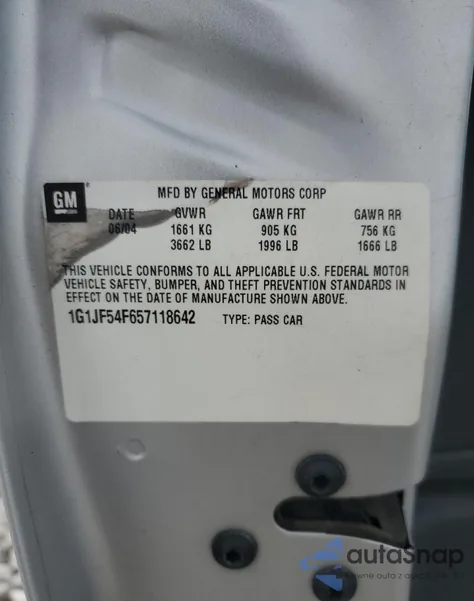 GM
MFD BY GENERAL MOTORS CORP
DATE GVWR GAWR FRT GAWR RR
06/04 1661 KG 905 KG 756 KG
3662 LB 1996 LB 1666 LB
THIS VEHICLE CONFORMS TO ALL APPLICABLE U.S. FEDERAL MOTOR
VEHICLE SAFETY, BUMPER, AND THEFT PREVENTION STANDARDS IN
EFFECT ON THE DATE OF MANUFACTURE SHOWN ABOVE.
1G1JF54F657118642 TYPE: PASS CAR
autaSnap
auta z